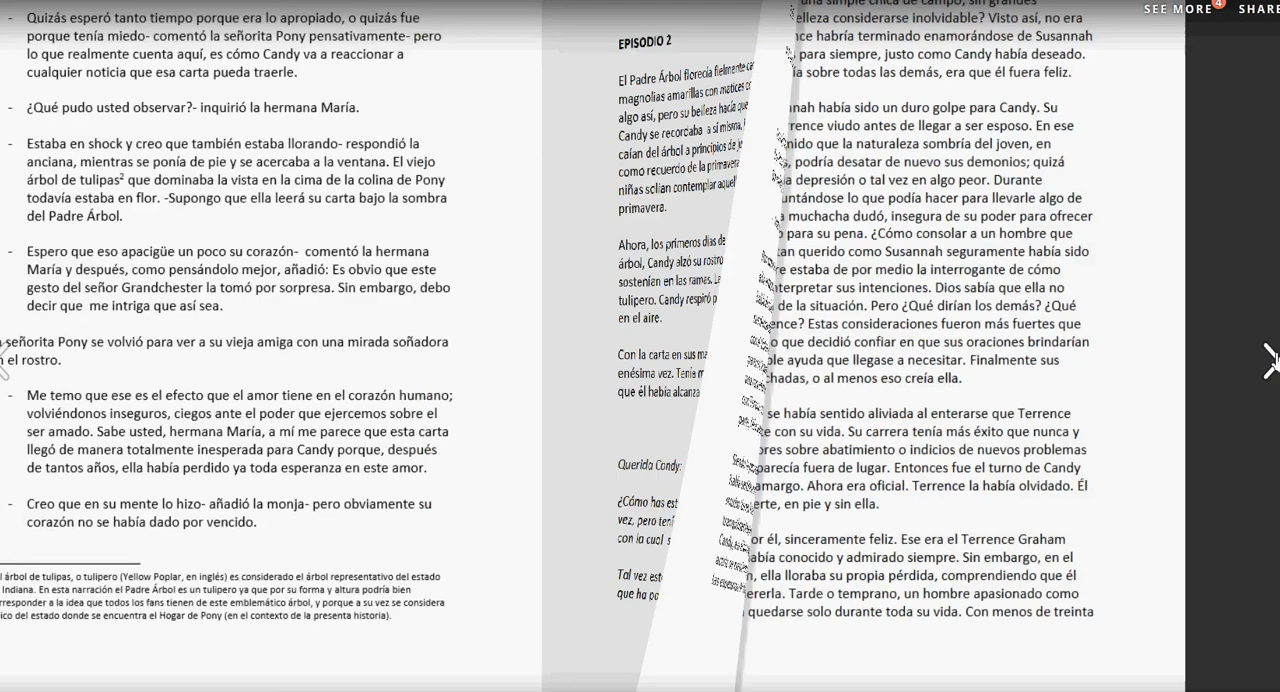 SEE MORE 4 SHARE
- Quizás esperó tanto tiempo porque era lo apropiado, o quizás fue
porque tenía miedo- comentó la señorita Pony pensativamente- pero
lo que realmente cuenta aquí, es cómo Candy va a reaccionar a
cualquier noticia que esa carta pueda traerle.
- ¿Qué pudo usted observar?- inquirió la hermana María.
- Estaba en shock y creo que también estaba llorando- respondió la
anciana, mientras se ponía de pie y se acercaba a la ventana. El viejo
árbol de tulipas² que dominaba la vista en la cima de la colina de Pony
todavía estaba en flor. -Supongo que ella leerá su carta bajo la sombra
del Padre Árbol.
- Espero que eso apacigüe un poco su corazón- comentó la hermana
María y después, como pensándolo mejor, añadió: Es obvio que este
gesto del señor Grandchester la tomó por sorpresa. Sin embargo, debo
decir que me intriga que así sea.
señorita Pony se volvió para ver a su vieja amiga con una mirada soñadora
el rostro.
- Me temo que ese es el efecto que el amor tiene en el corazón humano;
volviéndonos inseguros, ciegos ante el poder que ejercemos sobre el
ser amado. Sabe usted, hermana María, a mí me parece que esta carta
llegó de manera totalmente inesperada para Candy porque, después
de tantos años, ella había perdido ya toda esperanza en este amor.
- Creo que en su mente lo hizo- añadió la monja- pero obviamente su
corazón no se había dado por vencido.
árbol de tulipas, o tulipero (Yellow Poplar, en inglés) es considerado el árbol representativo del estado
Indiana. En esta narración el Padre Árbol es un tulipero ya que por su forma y altura podría bien
rresponder a la idea que todos los fans tienen de este emblemático árbol, y porque a su vez se considera
ico del estado donde se encuentra el Hogar de Pony (en el contexto de la presenta historia).
EPISODIO 2
El Padre Árbol florecía fielmente
magnolias amarillas con matices
algo así, pero su belleza hacía que
Candy se recordaba a sí misma,
caían del árbol a principios de
como recuerdo de la primavera
niñas solían contemplar aquel
primavera.
Ahora, los primeros días de
árbol, Candy alzó su rostro
sostenían en las ramas.
tulipero. Candy respiró
en el aire.
Con la carta en sus
enésima vez. Tenía
que él había
Querida Candy:
¿Cómo has
vez, pero
con la cual
Tal vez
que ha
una simple chica de campo, sin grandes
elleza considerarse inolvidable? Visto así, no era
nce habría terminado enamorándose de Susannah
para siempre, justo como Candy había deseado.
ía sobre todas las demás, era que él fuera feliz.
nnah había sido un duro golpe para Candy. Su
rrence viudo antes de llegar a ser esposo. En ese
nido que la naturaleza sombría del joven, en
, podría desatar de nuevo sus demonios; quizá
a depresión o tal vez en algo peor. Durante
untándose lo que podía hacer para llevarle algo de
a muchacha dudó, insegura de su poder para ofrecer
para su pena. ¿Cómo consolar a un hombre que
tan querido como Susannah seguramente había sido
re estaba de por medio la interrogante de cómo
nterpretar sus intenciones. Dios sabía que ella no
de la situación. Pero ¿Qué dirían los demás? ¿Qué
ence? Estas consideraciones fueron más fuertes que
o que decidió confiar en que sus oraciones brindarían
ble ayuda que llegase a necesitar. Finalmente sus
chadas, o al menos eso creía ella.
se había sentido aliviada al enterarse que Terrence
e con su vida. Su carrera tenía más éxito que nunca y
ores sobre abatimiento o indicios de nuevos problemas
parecía fuera de lugar. Entonces fue el turno de Candy
amargo. Ahora era oficial. Terrence la había olvidado. Él
erte, en pie y sin ella.
or él, sinceramente feliz. Ese era el Terrence Graham
abía conocido y admirado siempre. Sin embargo, en el
n, ella lloraba su propia pérdida, comprendiendo que él
ererla. Tarde o temprano, un hombre apasionado como
quedarse solo durante toda su vida. Con menos de treinta